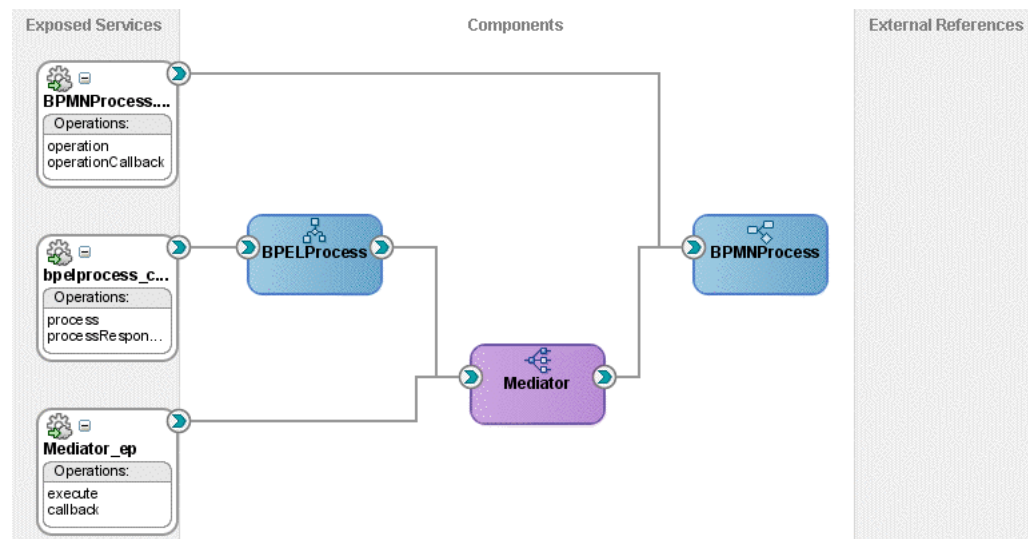 Exposed Services
Components
External References
BPMNProcess....
Operations:
operation
operationCallback
BPELProcess
BPMNProcess
bpelprocess_c...
Operations:
process
processRespon...
Mediator
Mediator_ep
Operations:
execute
callback